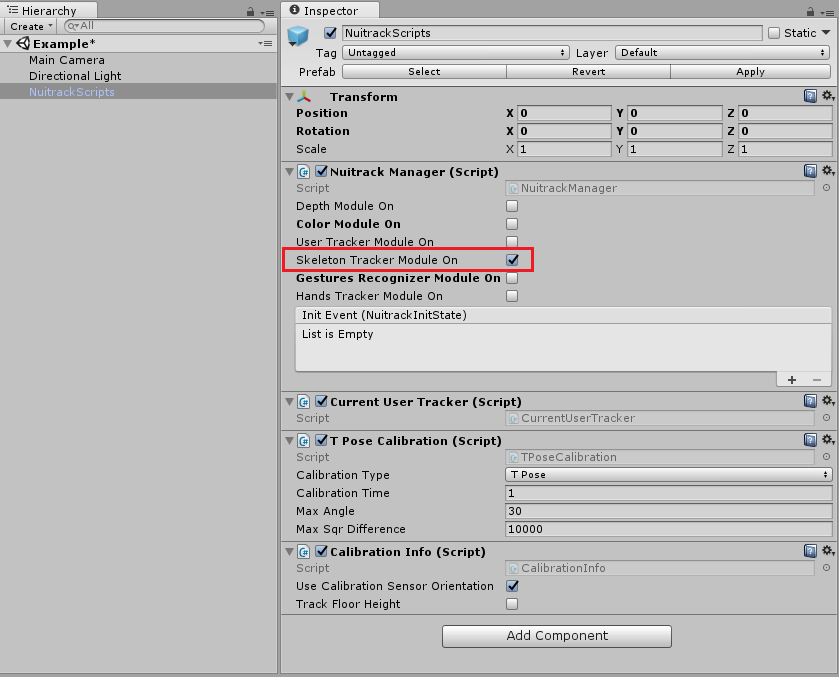 Hierarchy
Create
All
Example*
Main Camera
Directional Light
NuitrackScripts
Inspector
NuitrackScripts
Static
Tag Untagged Layer Default
Prefab Select Revert Apply
Transform
Position X 0 Y 0 Z 0
Rotation X 0 Y 0 Z 0
Scale X 1 Y 1 Z 1
Nuitrack Manager (Script)
Script NuitrackManager
Depth Module On
Color Module On
User Tracker Module On
Skeleton Tracker Module On
Gestures Recognizer Module On
Hands Tracker Module On
Init Event (NuitrackInitState)
List is Empty
Current User Tracker (Script)
Script CurrentUserTracker
T Pose Calibration (Script)
Script TPoseCalibration
Calibration Type T Pose
Calibration Time 1
Max Angle 30
Max Sqr Difference 10000
Calibration Info (Script)
Script CalibrationInfo
Use Calibration Sensor Orientation
Track Floor Height
Add Component